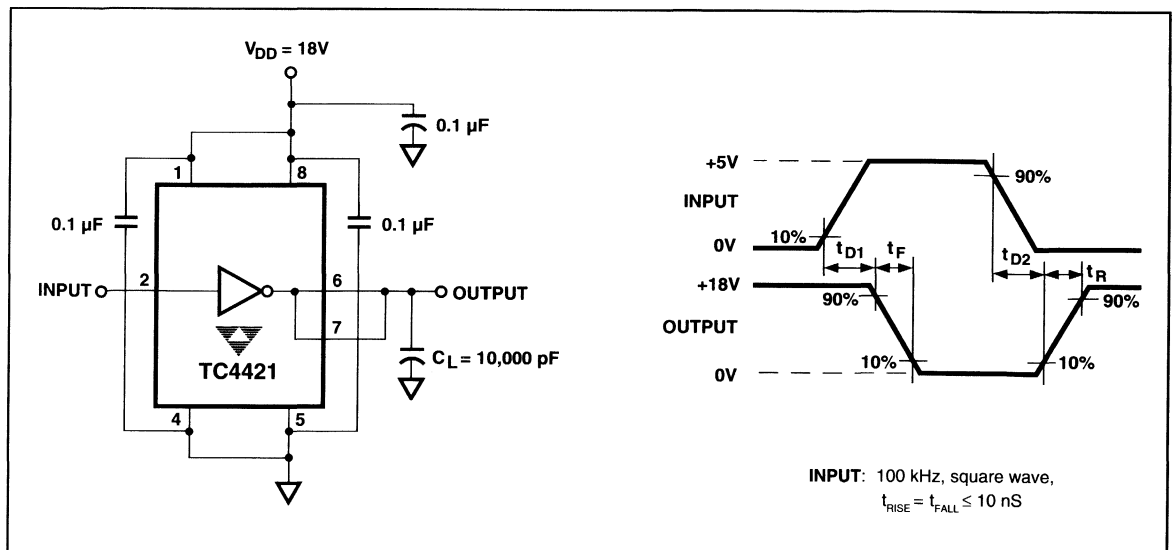 V_DD = 18V
0.1 µF
1
8
0.1 µF
0.1 µF
INPUT
2
6
OUTPUT
7
TC4421
C_L = 10,000 pF
4
5
+5V
90%
INPUT
10%
0V
t_D1
t_F
t_D2
t_R
+18V
90%
90%
OUTPUT
10%
10%
0V
INPUT: 100 kHz, square wave,
t_RISE = t_FALL ≤ 10 nS